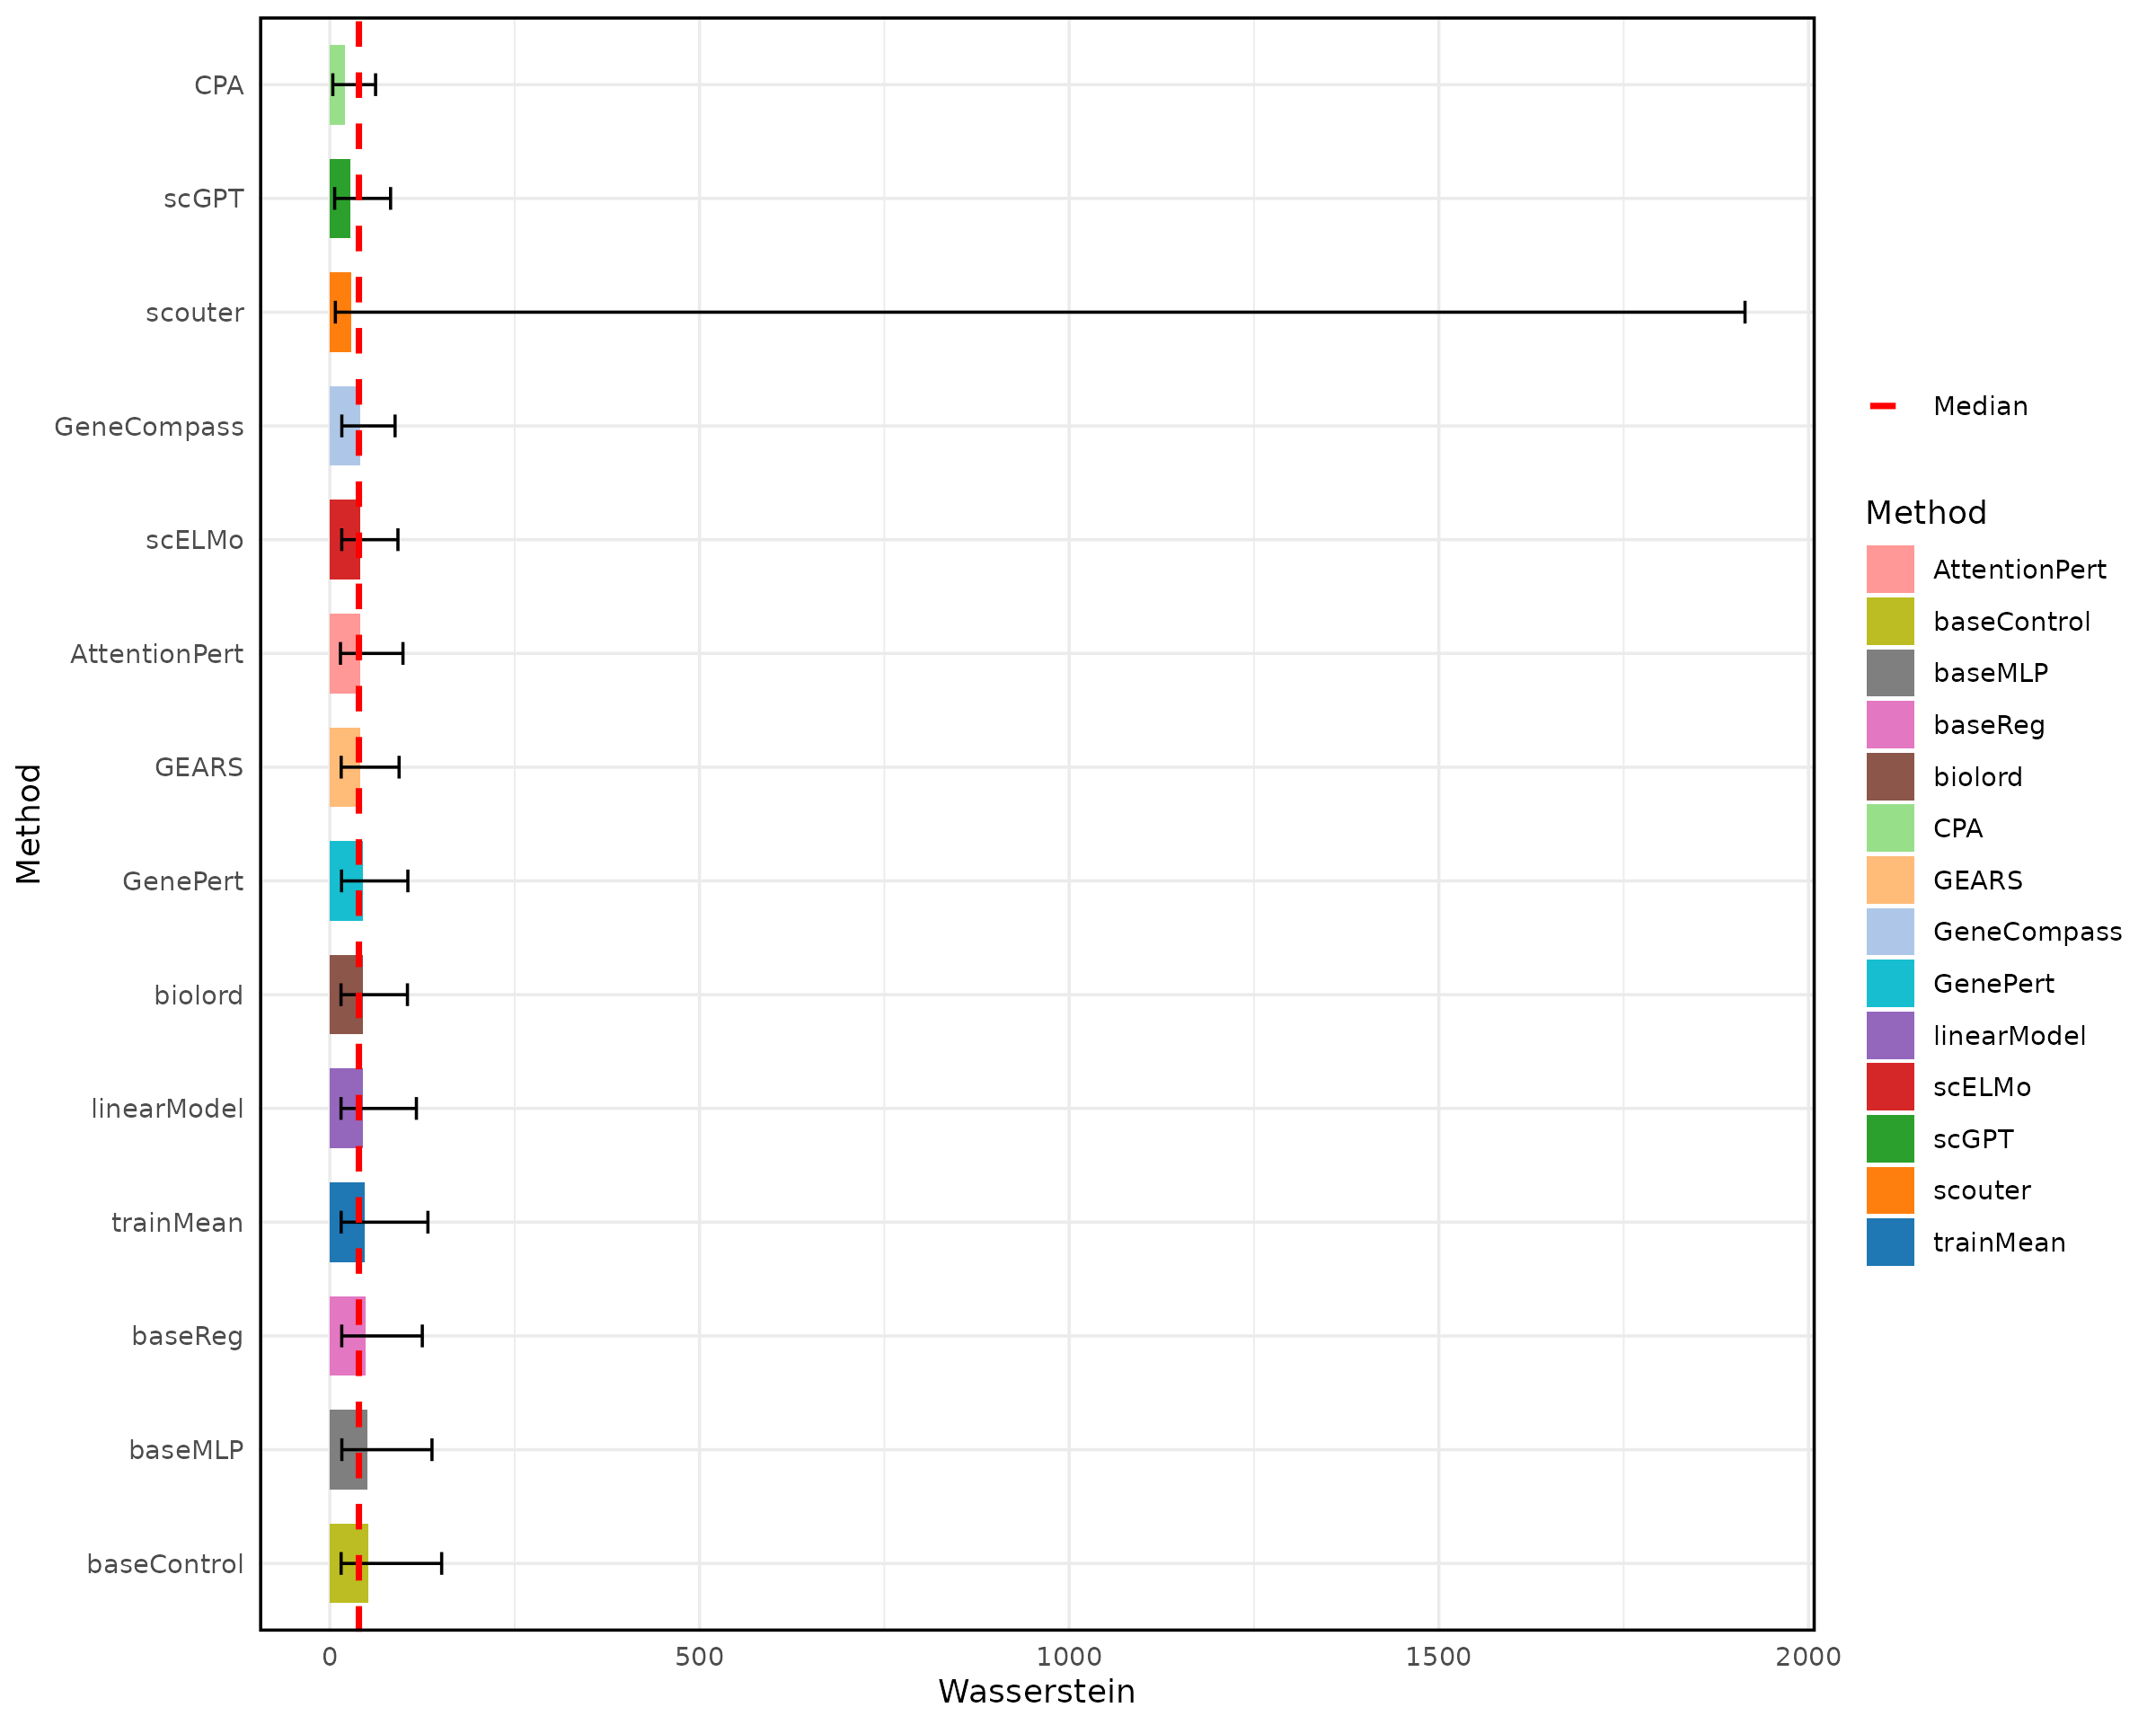 CPA
scGPT
scouter
GeneCompass
scELMo
AttentionPert
GEARS
GenePert
biolord
linearModel
trainMean
baseReg
baseMLP
baseControl
Method
0 500 1000 1500 2000
Wasserstein
Median
Method
AttentionPert
baseControl
baseMLP
baseReg
biolord
CPA
GEARS
GeneCompass
GenePert
linearModel
scELMo
scGPT
scouter
trainMean